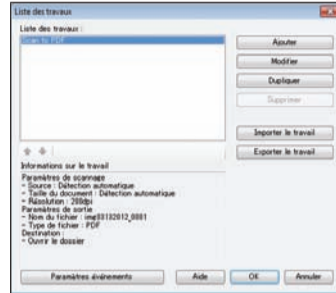 Liste des travaux
Liste des travaux :
Scan to PDF
Ajouter
Modifier
Dupliquer
Supprimer
Importer le travail
Exporter le travail
Informations sur le travail
Paramètres de scannage
- Source : Détection automatique
- Taille du document : Détection automatique
- Résolution : 200dpi
Paramètres de sortie
- Nom du fichier : img03132012_0001
- Type de fichier : PDF
Destination :
- Ouvrir le dossier
Paramètres événements
Aide
OK
Annuler